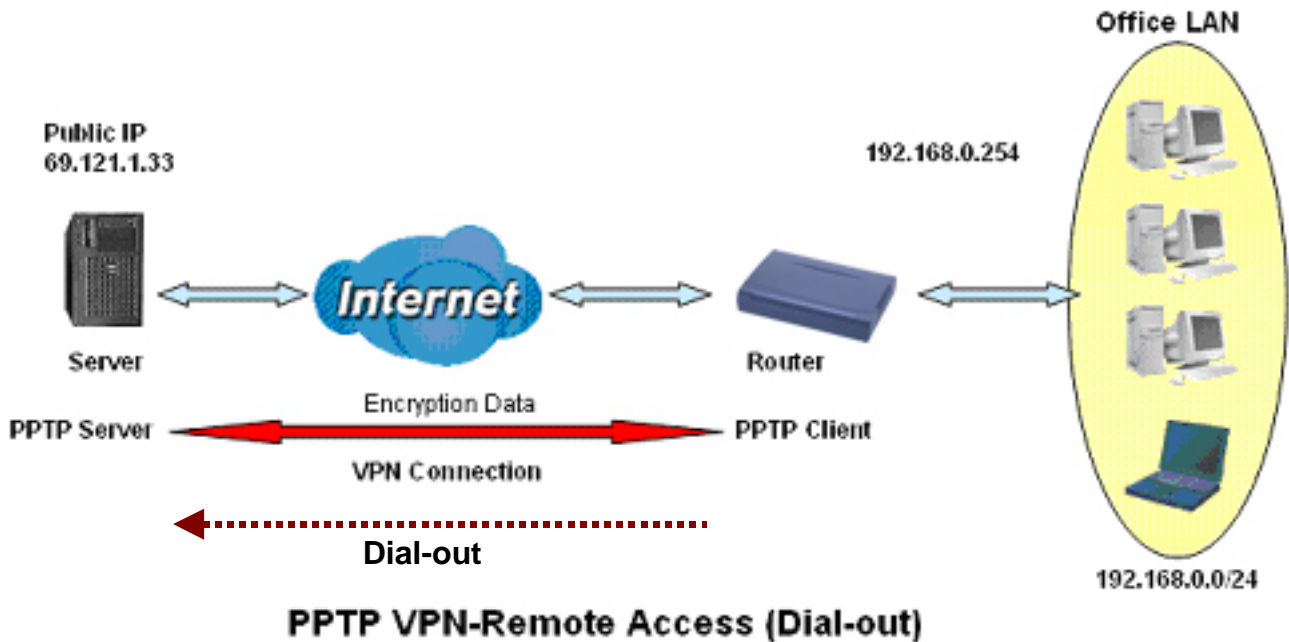 Office LAN
Public IP
69.121.1.33
192.168.0.254
Internet
Server
Router
Encryption Data
PPTP Server
PPTP Client
VPN Connection
Dial-out
192.168.0.0/24
PPTP VPN-Remote Access (Dial-out)